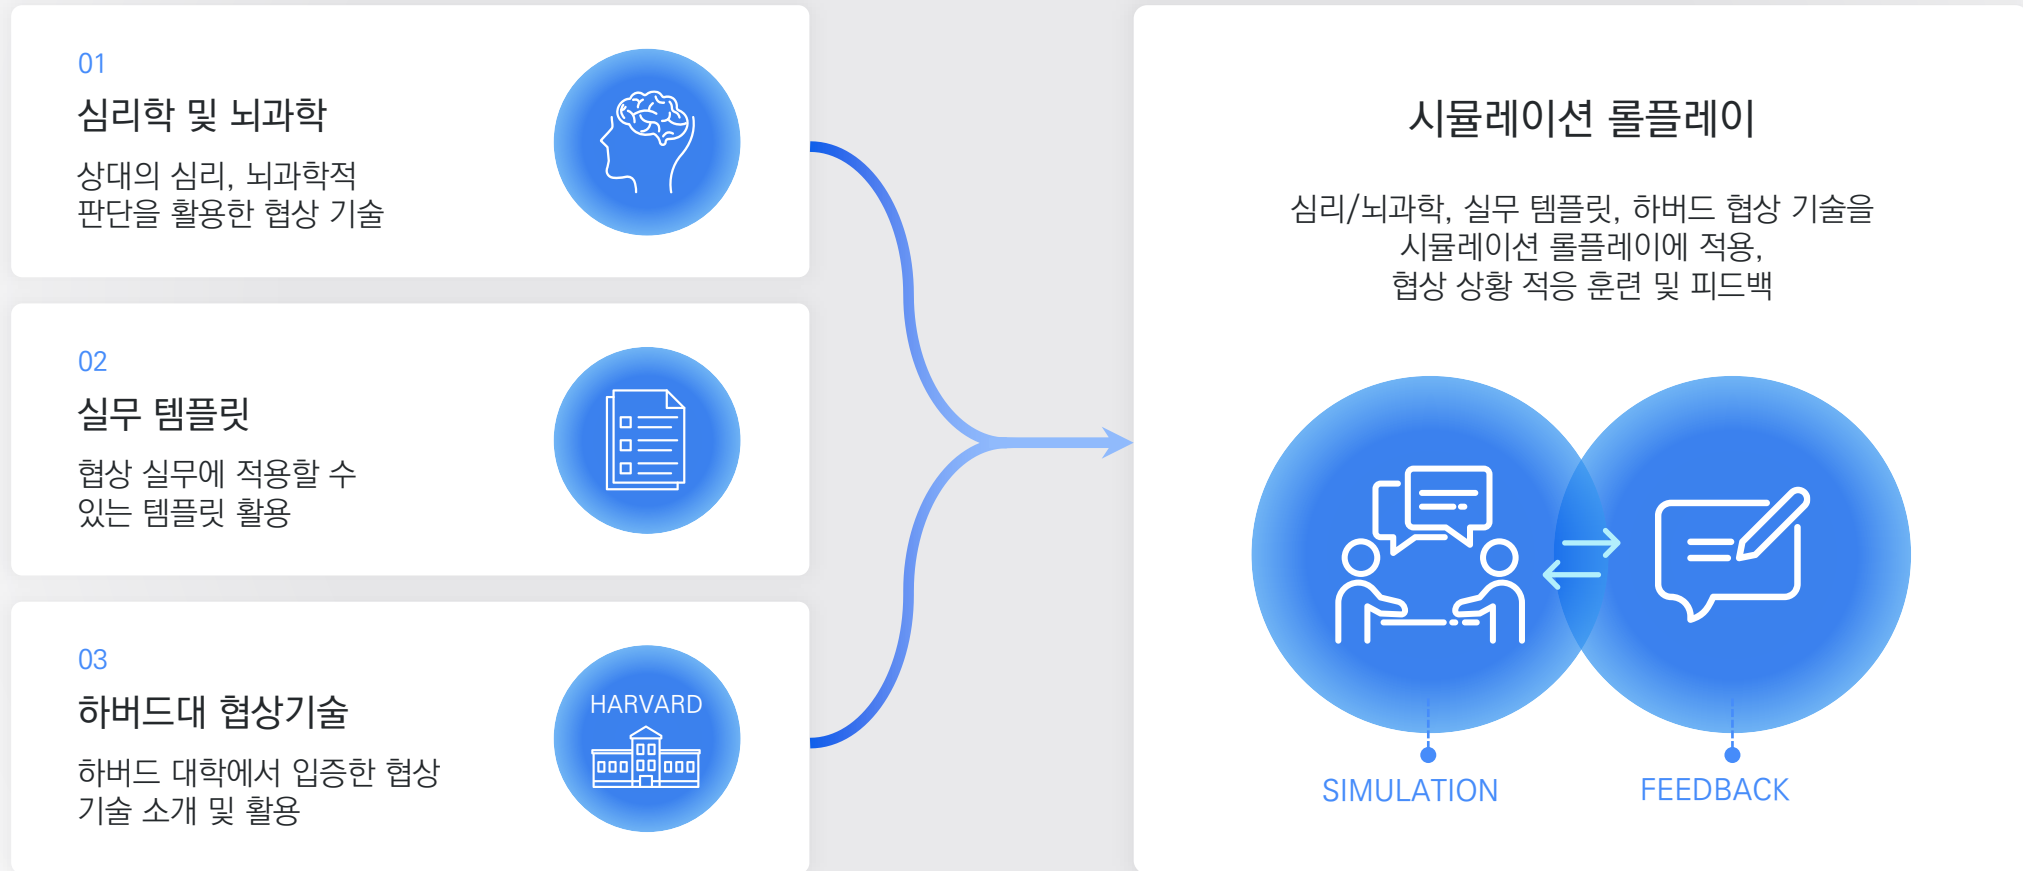 01
심리학 및 뇌과학
상대의 심리, 뇌과학적
판단을 활용한 협상 기술
02
실무 템플릿
협상 실무에 적용할 수
있는 템플릿 활용
03
하버드대 협상기술
하버드 대학에서 입증한 협상
기술 소개 및 활용
HARVARD
시뮬레이션 롤플레이
심리/뇌과학, 실무 템플릿, 하버드 협상 기술을
시뮬레이션 롤플레이에 적용,
협상 상황 적응 훈련 및 피드백
SIMULATION
FEEDBACK